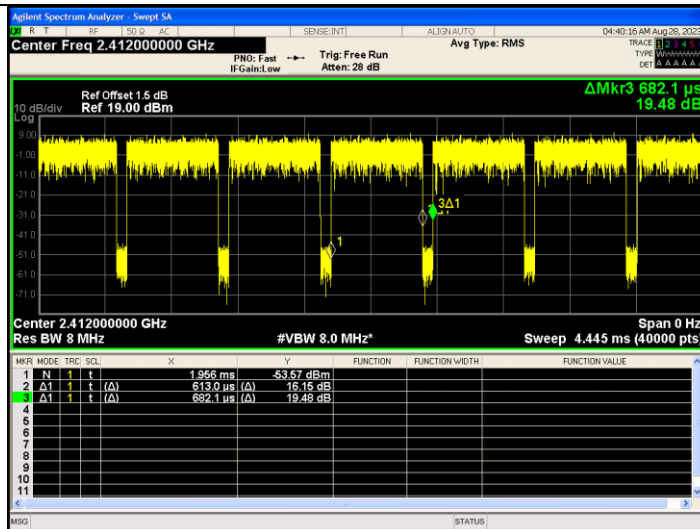 Agilent Spectrum Analyzer - Swept SA
R T RF 50 Ω AC SENSE:INT ALIGN AUTO 04:40:16 AM Aug 28, 2023
Center Freq 2.412000000 GHz
PNO: Fast
IFGain:Low
Trig: Free Run
Atten: 28 dB
Avg Type: RMS
TRACE 1 2 3 4 5
TYPE
DET A A A A A
ΔMkr3 682.1 µs
19.48 dB
Ref Offset 1.5 dB
10 dB/div Ref 19.00 dBm
Log
9.00
-1.00
-11.0
-21.0
-31.0
-41.0
-51.0
-61.0
-71.0
1
3Δ1
Center 2.412000000 GHz Span 0 Hz
Res BW 8 MHz #VBW 8.0 MHz* Sweep 4.445 ms (40000 pts)
MKR MODE TRC SCL X Y FUNCTION FUNCTION WIDTH FUNCTION VALUE
1 N 1 t 1.956 ms -53.57 dBm
2 Δ1 1 t (Δ) 613.0 µs (Δ) 16.15 dB
3 Δ1 1 t (Δ) 682.1 µs (Δ) 19.48 dB
4
5
6
7
8
9
10
11
MSG STATUS